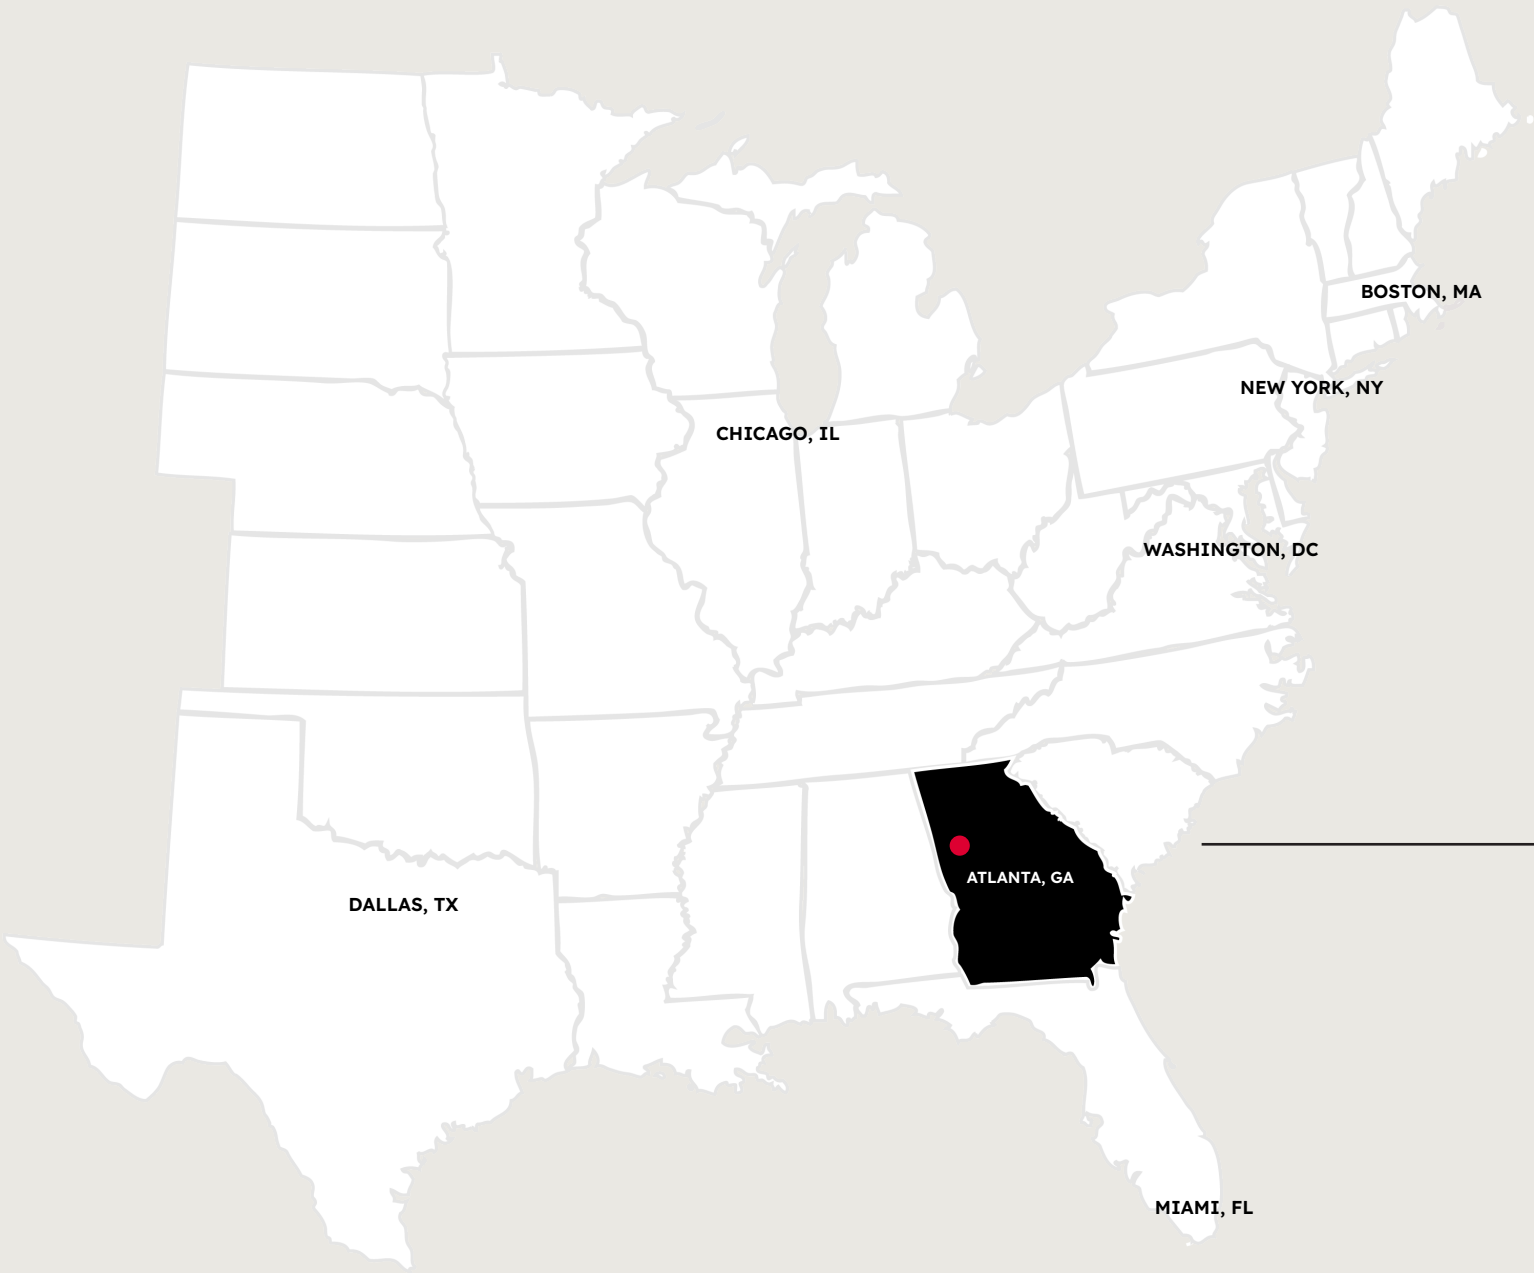 BOSTON, MA
NEW YORK, NY
CHICAGO, IL
WASHINGTON, DC
ATLANTA, GA
DALLAS, TX
MIAMI, FL